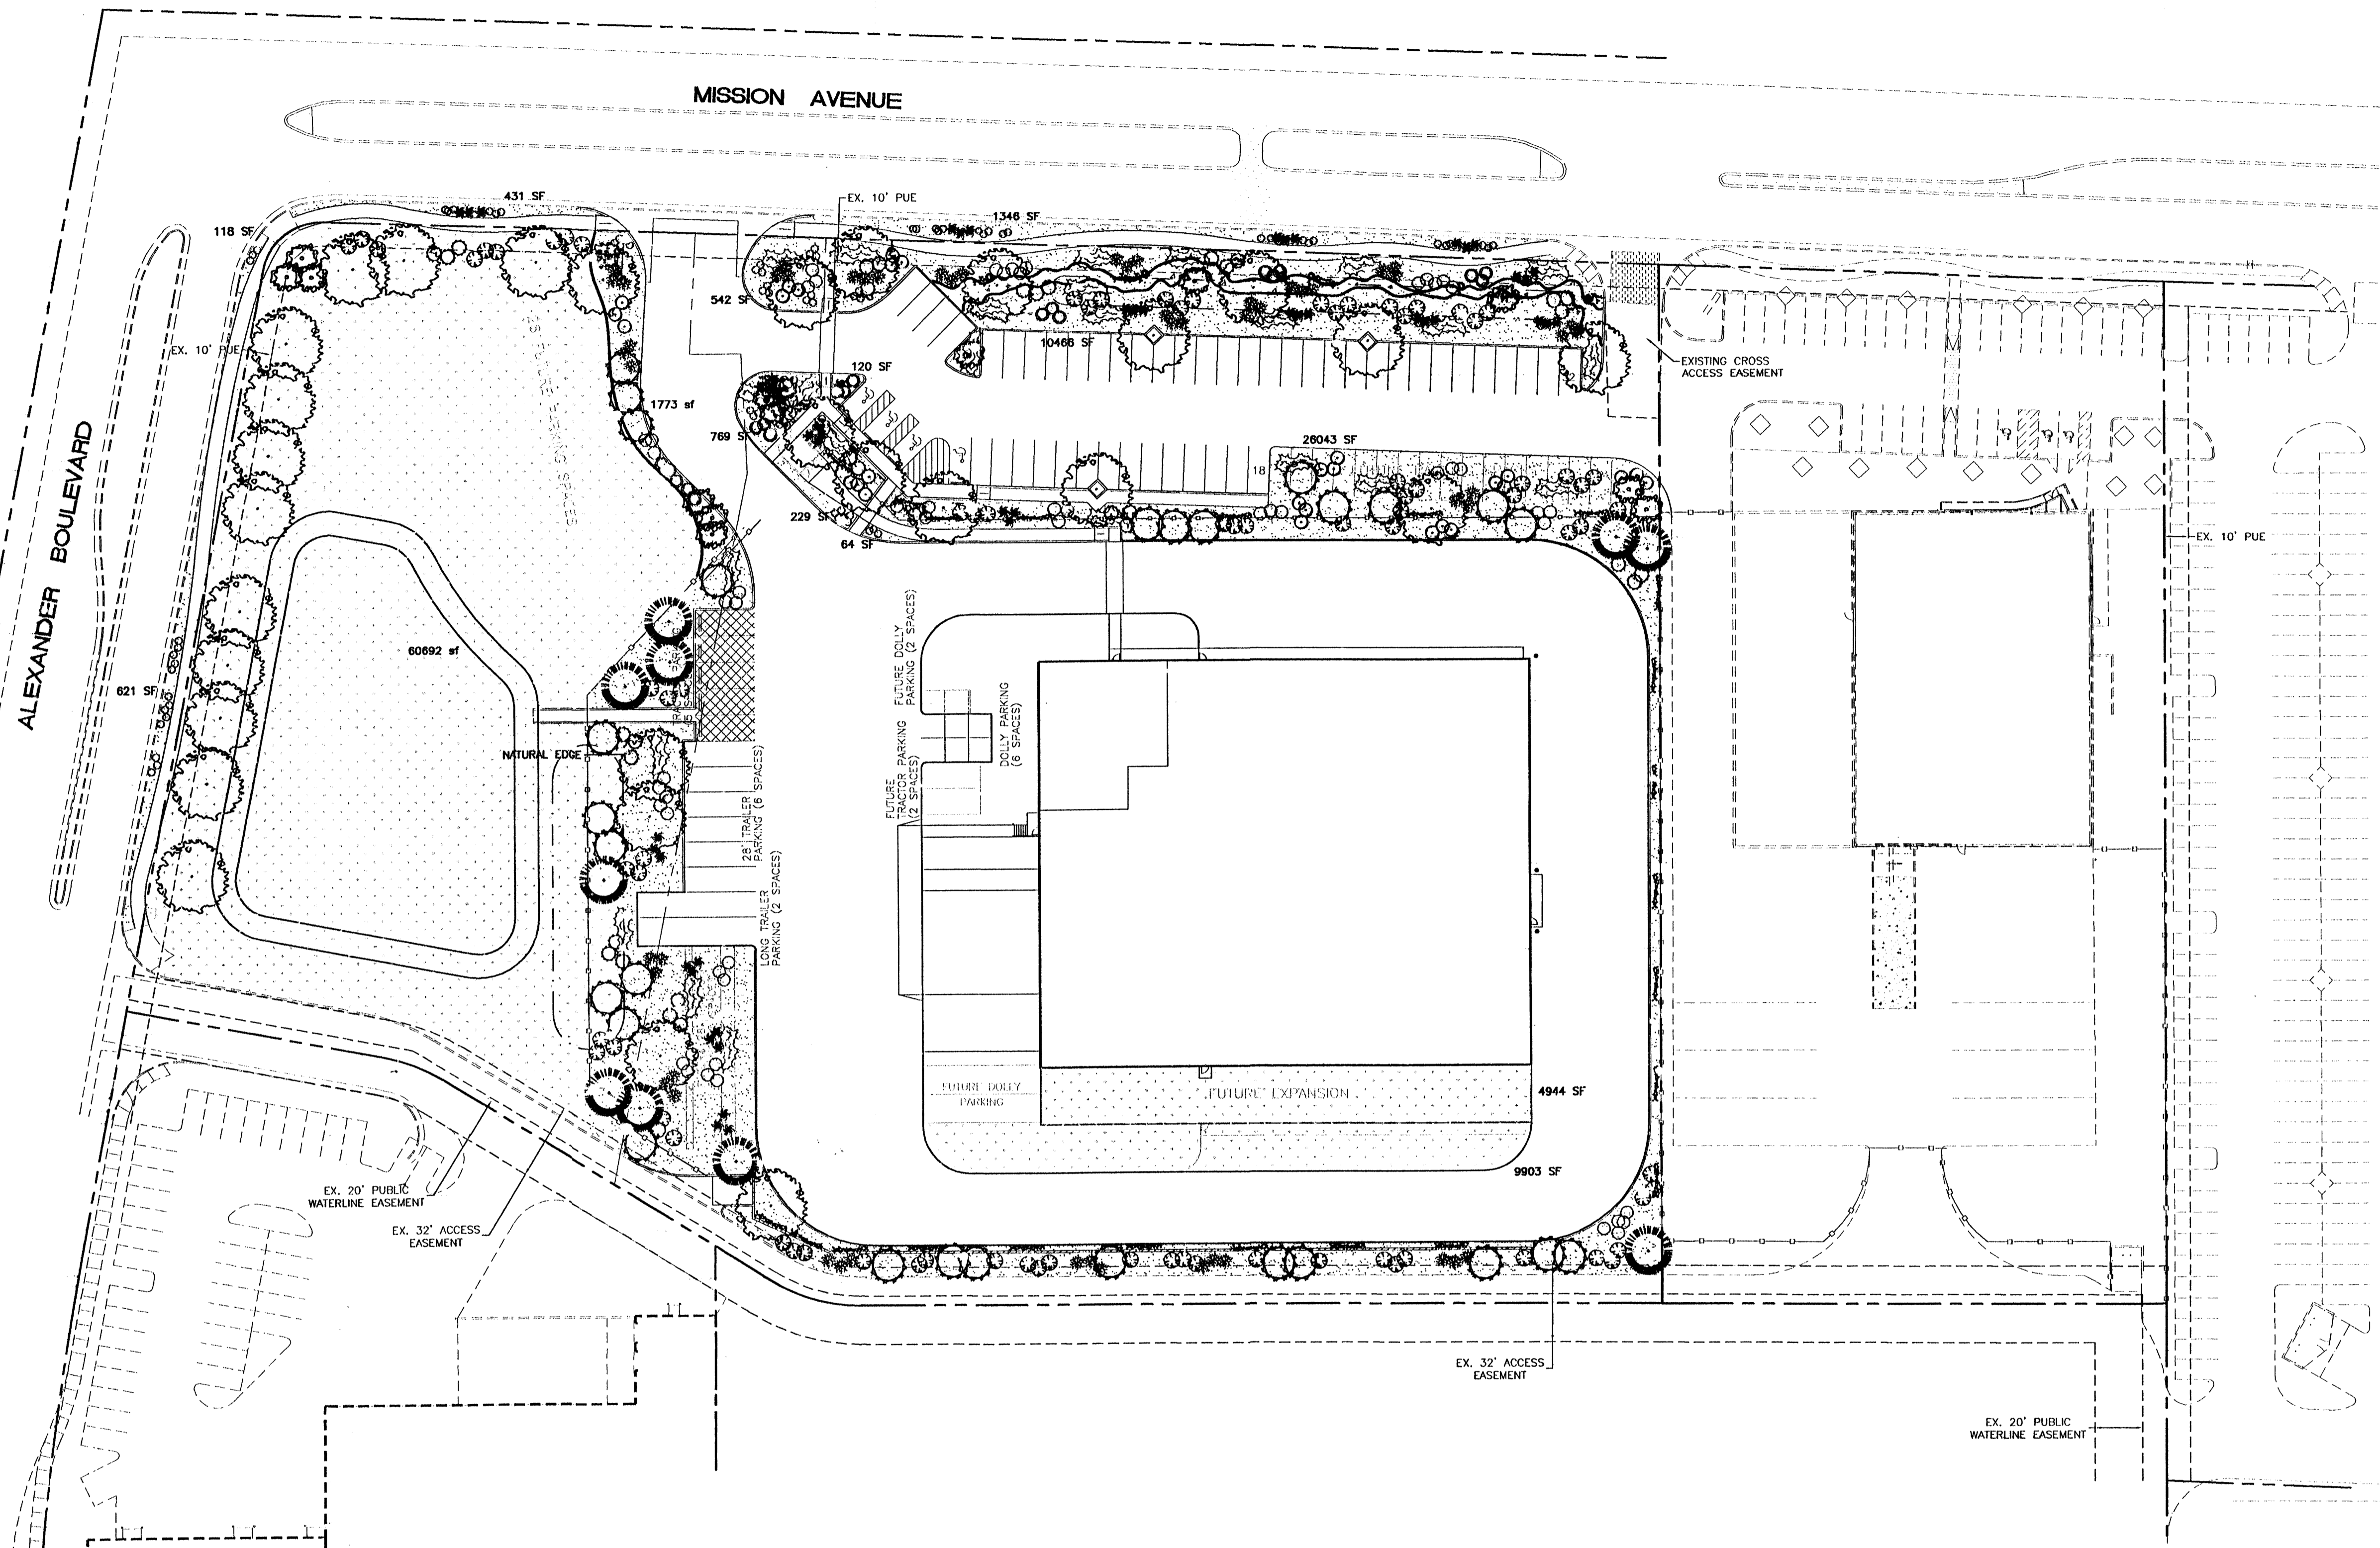 MISSION AVENUE
431 SF
EX. 10' PUE
1346 SF
118 SF
542 SF
EX. 10' PUE
10466 SF
EXISTING CROSS
ACCESS EASEMENT
120 SF
1773 sf
769 SF
26043 SF
18
229 SF
64 SF
EX. 10' PUE
ALEXANDER BOULEVARD
60692 sf
621 SF
NATURAL EDGE
FUTURE DOLLY
PARKING (2 SPACES)
DOLLY PARKING
(6 SPACES)
FUTURE
TRACTOR PARKING
(2 SPACES)
28' TRAILER
PARKING (6 SPACES)
LONG TRAILER
PARKING (2 SPACES)
FUTURE DOLLY
PARKING
FUTURE EXPANSION
4944 SF
9903 SF
EX. 20' PUBLIC
WATERLINE EASEMENT
EX. 32' ACCESS
EASEMENT
EX. 32' ACCESS
EASEMENT
EX. 20' PUBLIC
WATERLINE EASEMENT